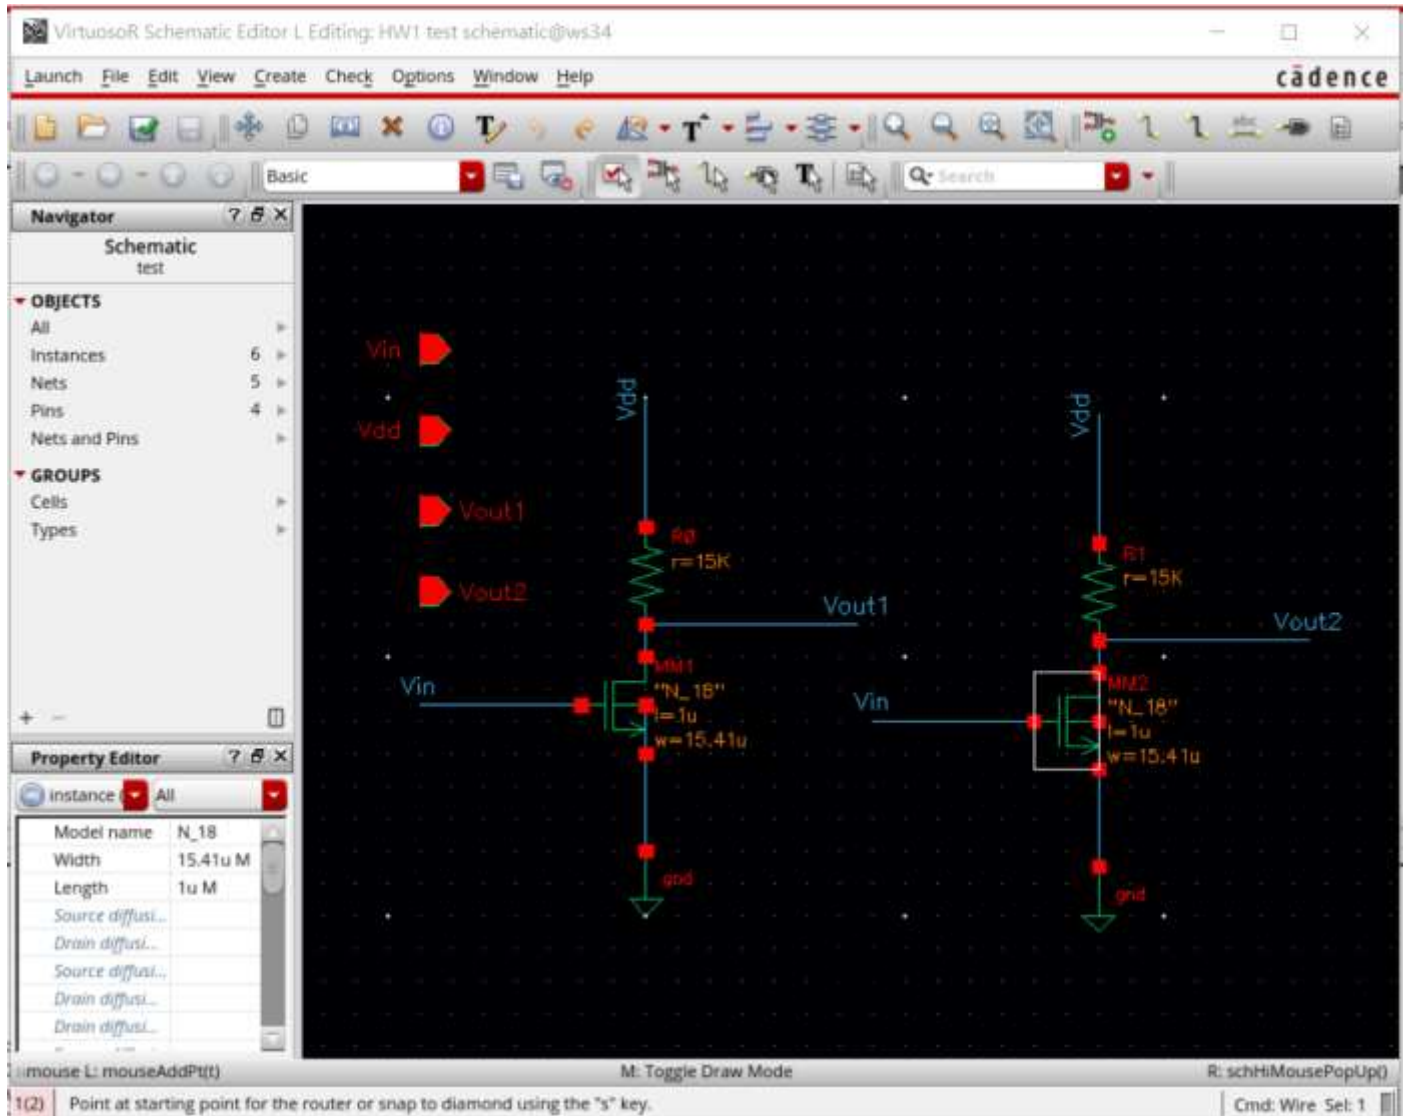 VirtuosoR Schematic Editor L Editing: HW1 test schematic@ws34
Launch File Edit View Create Check Options Window Help
cādence
Basic
Search
Navigator
Schematic
test
OBJECTS
All
Instances 6
Nets 5
Pins 4
Nets and Pins
GROUPS
Cells
Types
Property Editor
instance ( All
Model name N_18
Width 15.41u M
Length 1u M
Source diffusi...
Drain diffusi...
Source diffusi...
Drain diffusi...
Drain diffusi...
Vin
Vdd
Vout1
Vout2
Vdd
R0
r=15K
Vout1
Vin
MM1
"N_18"
l=1u
w=15.41u
gnd
Vdd
R1
r=15K
Vout2
Vin
MM2
"N_18"
l=1u
w=15.41u
gnd
mouse L: mouseAddPt(t) M: Toggle Draw Mode R: schHiMousePopUp()
1(2) Point at starting point for the router or snap to diamond using the "s" key. Cmd: Wire Sel: 1